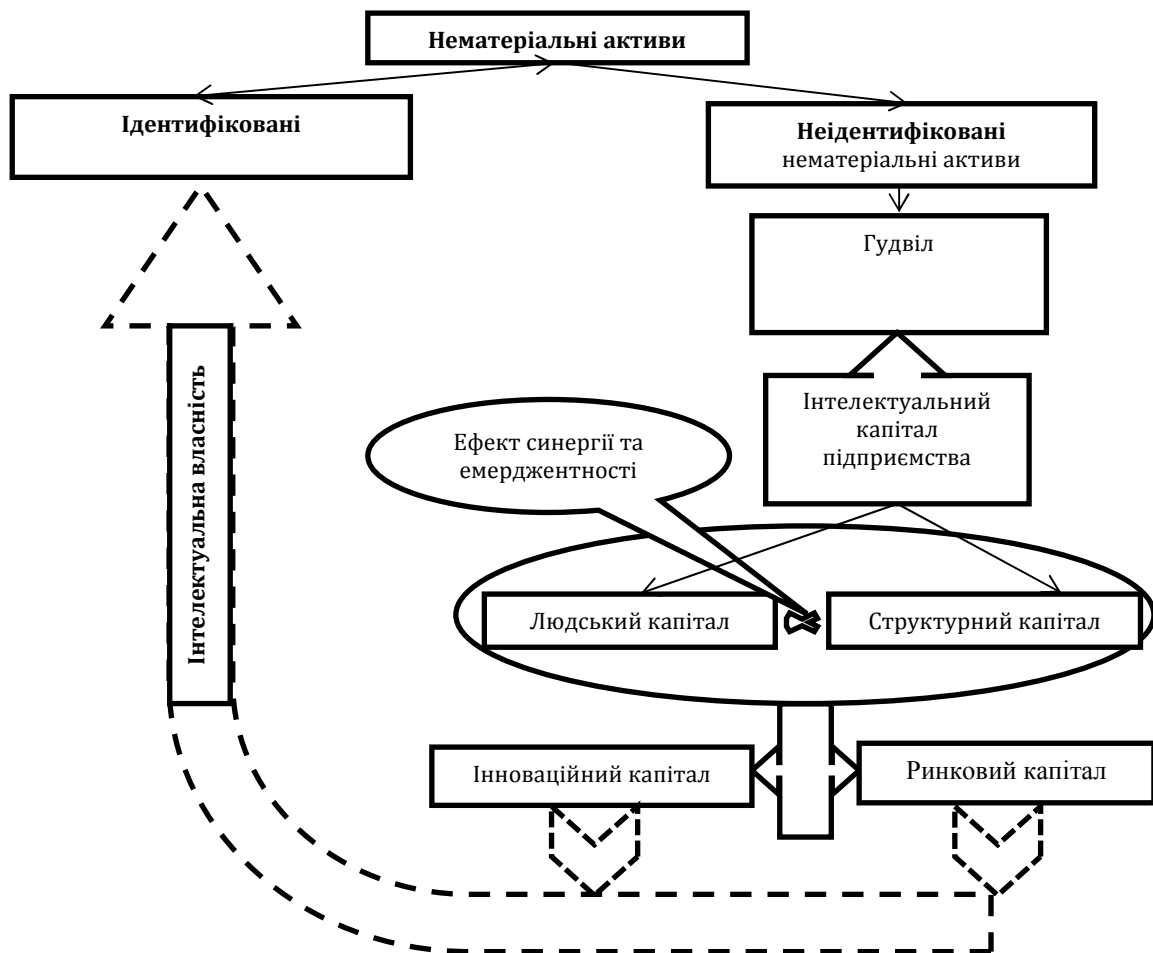 Нематеріальні активи
Ідентифіковані
Неідентифіковані
нематеріальні активи
Гудвіл
Інтелектуальний
капітал
підприємства
Ефект синергії та
емерджентності
Інтелектуальна власність
Людський капітал
Структурний капітал
Інноваційний капітал
Ринковий капітал